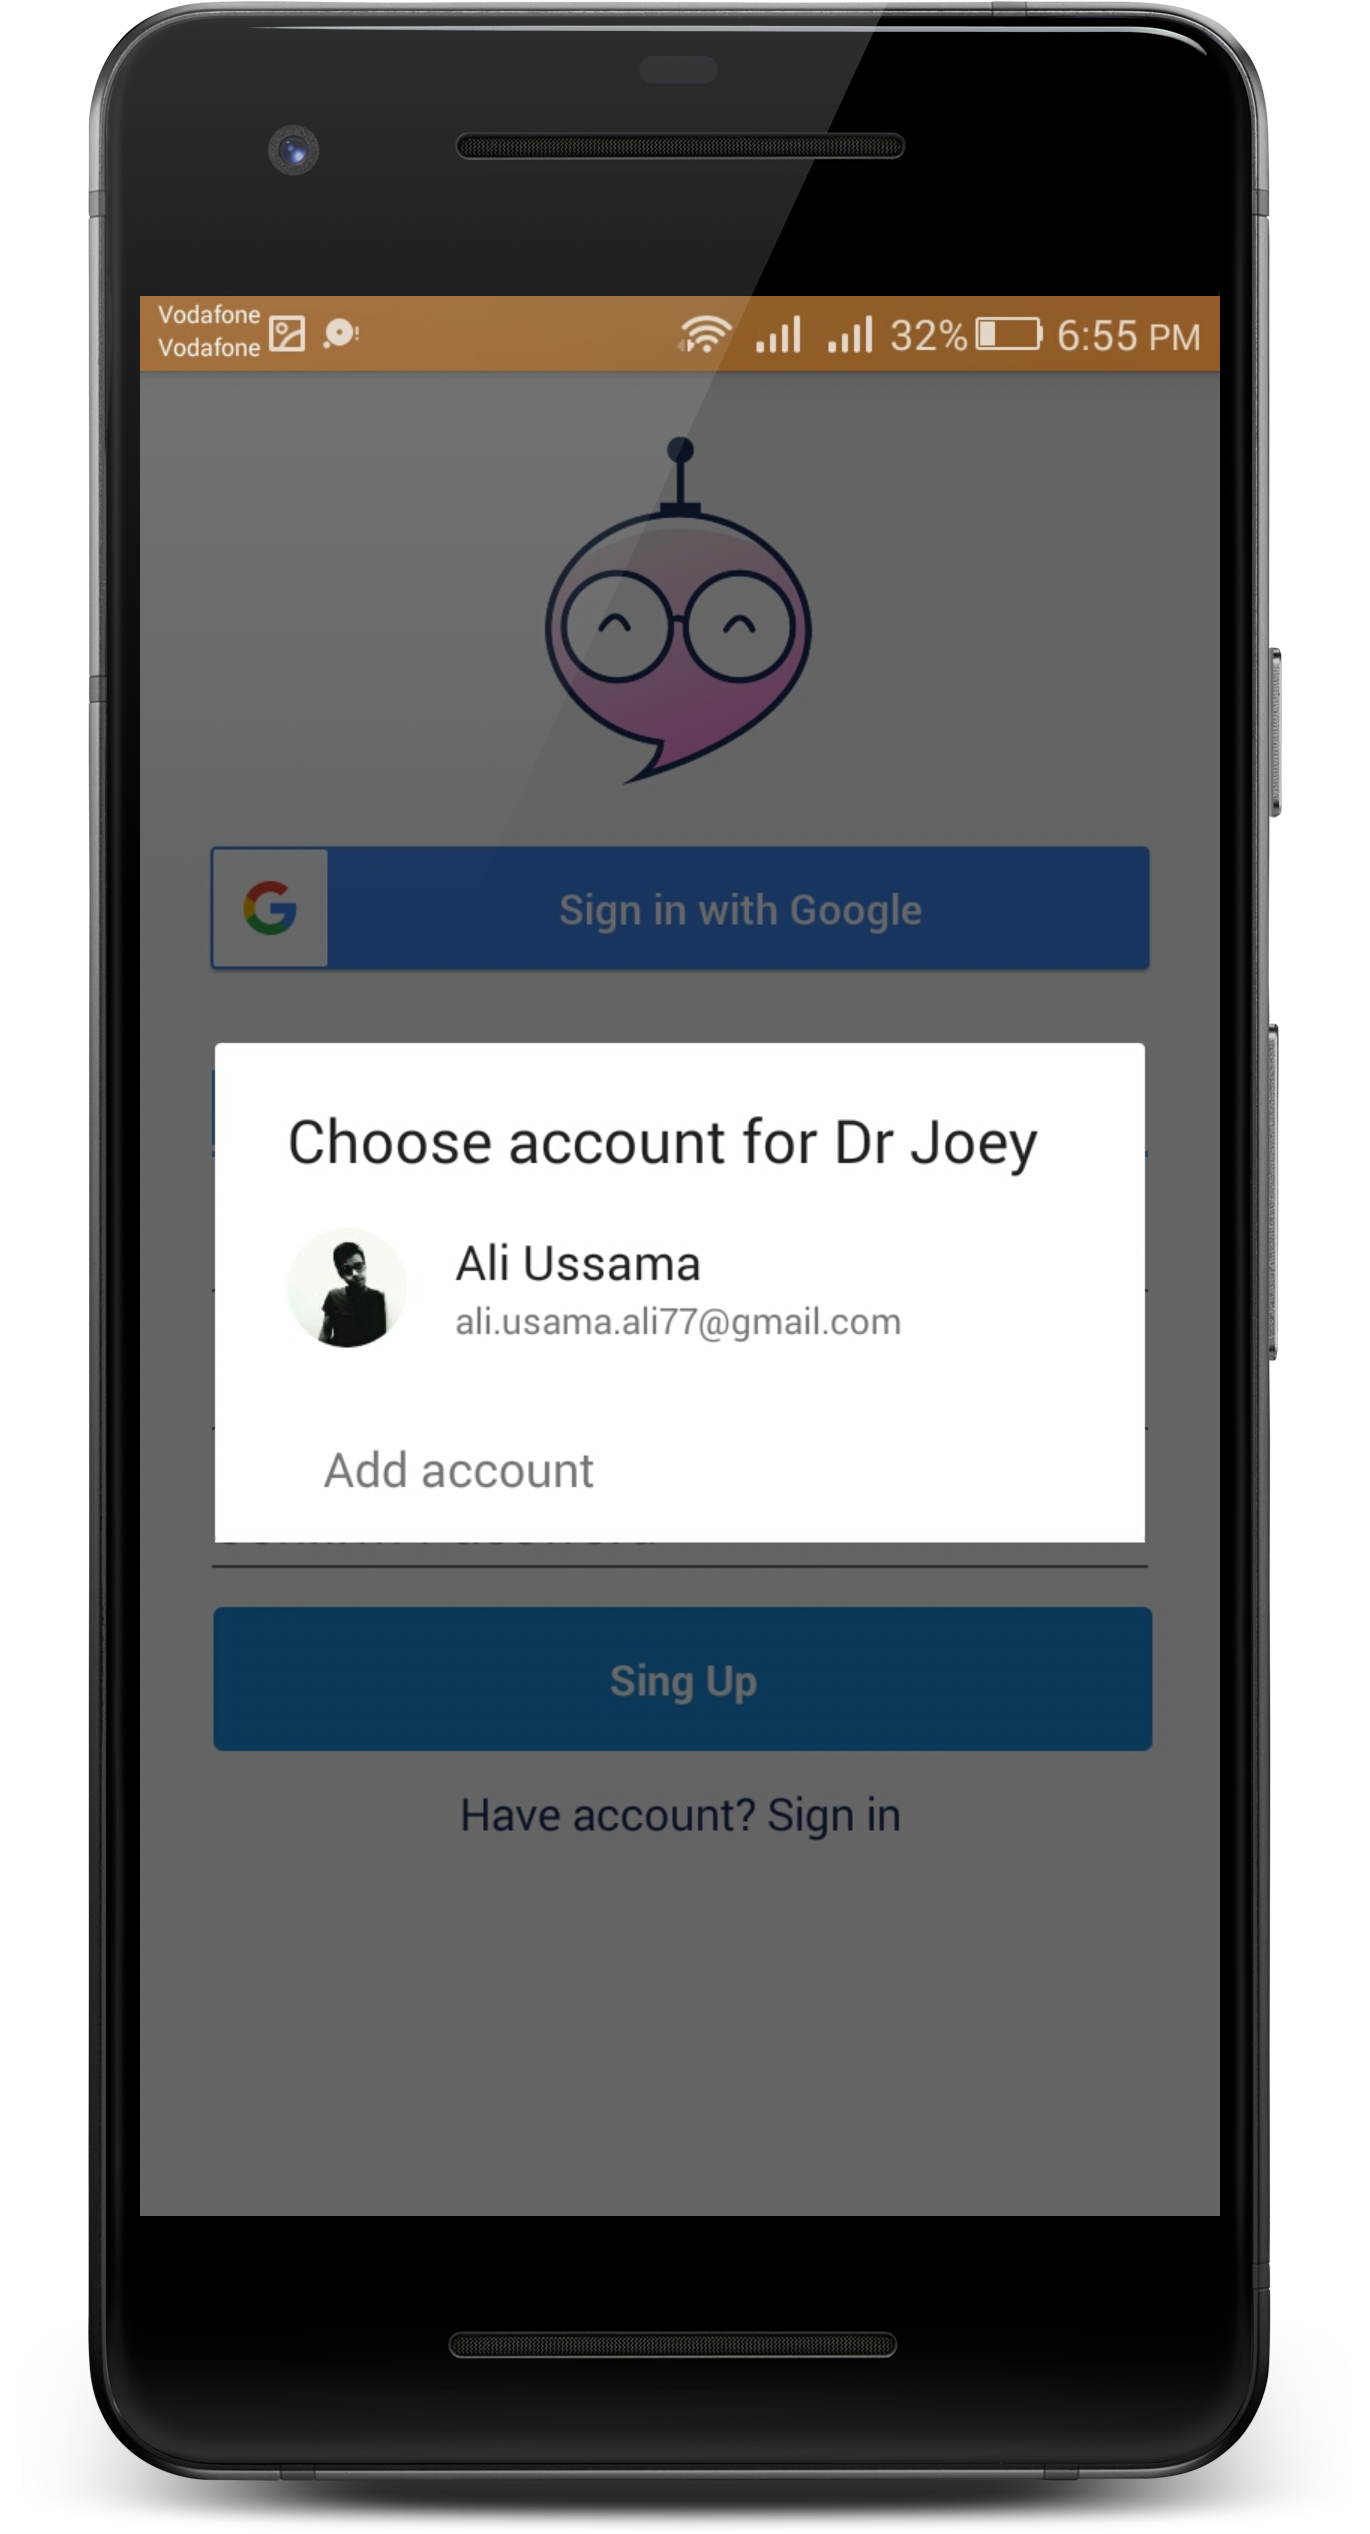 Vodafone
Vodafone
32% 6:55 PM
Sign in with Google
Choose account for Dr Joey
Ali Ussama
ali.usama.ali77@gmail.com
Add account
Sing Up
Have account? Sign in